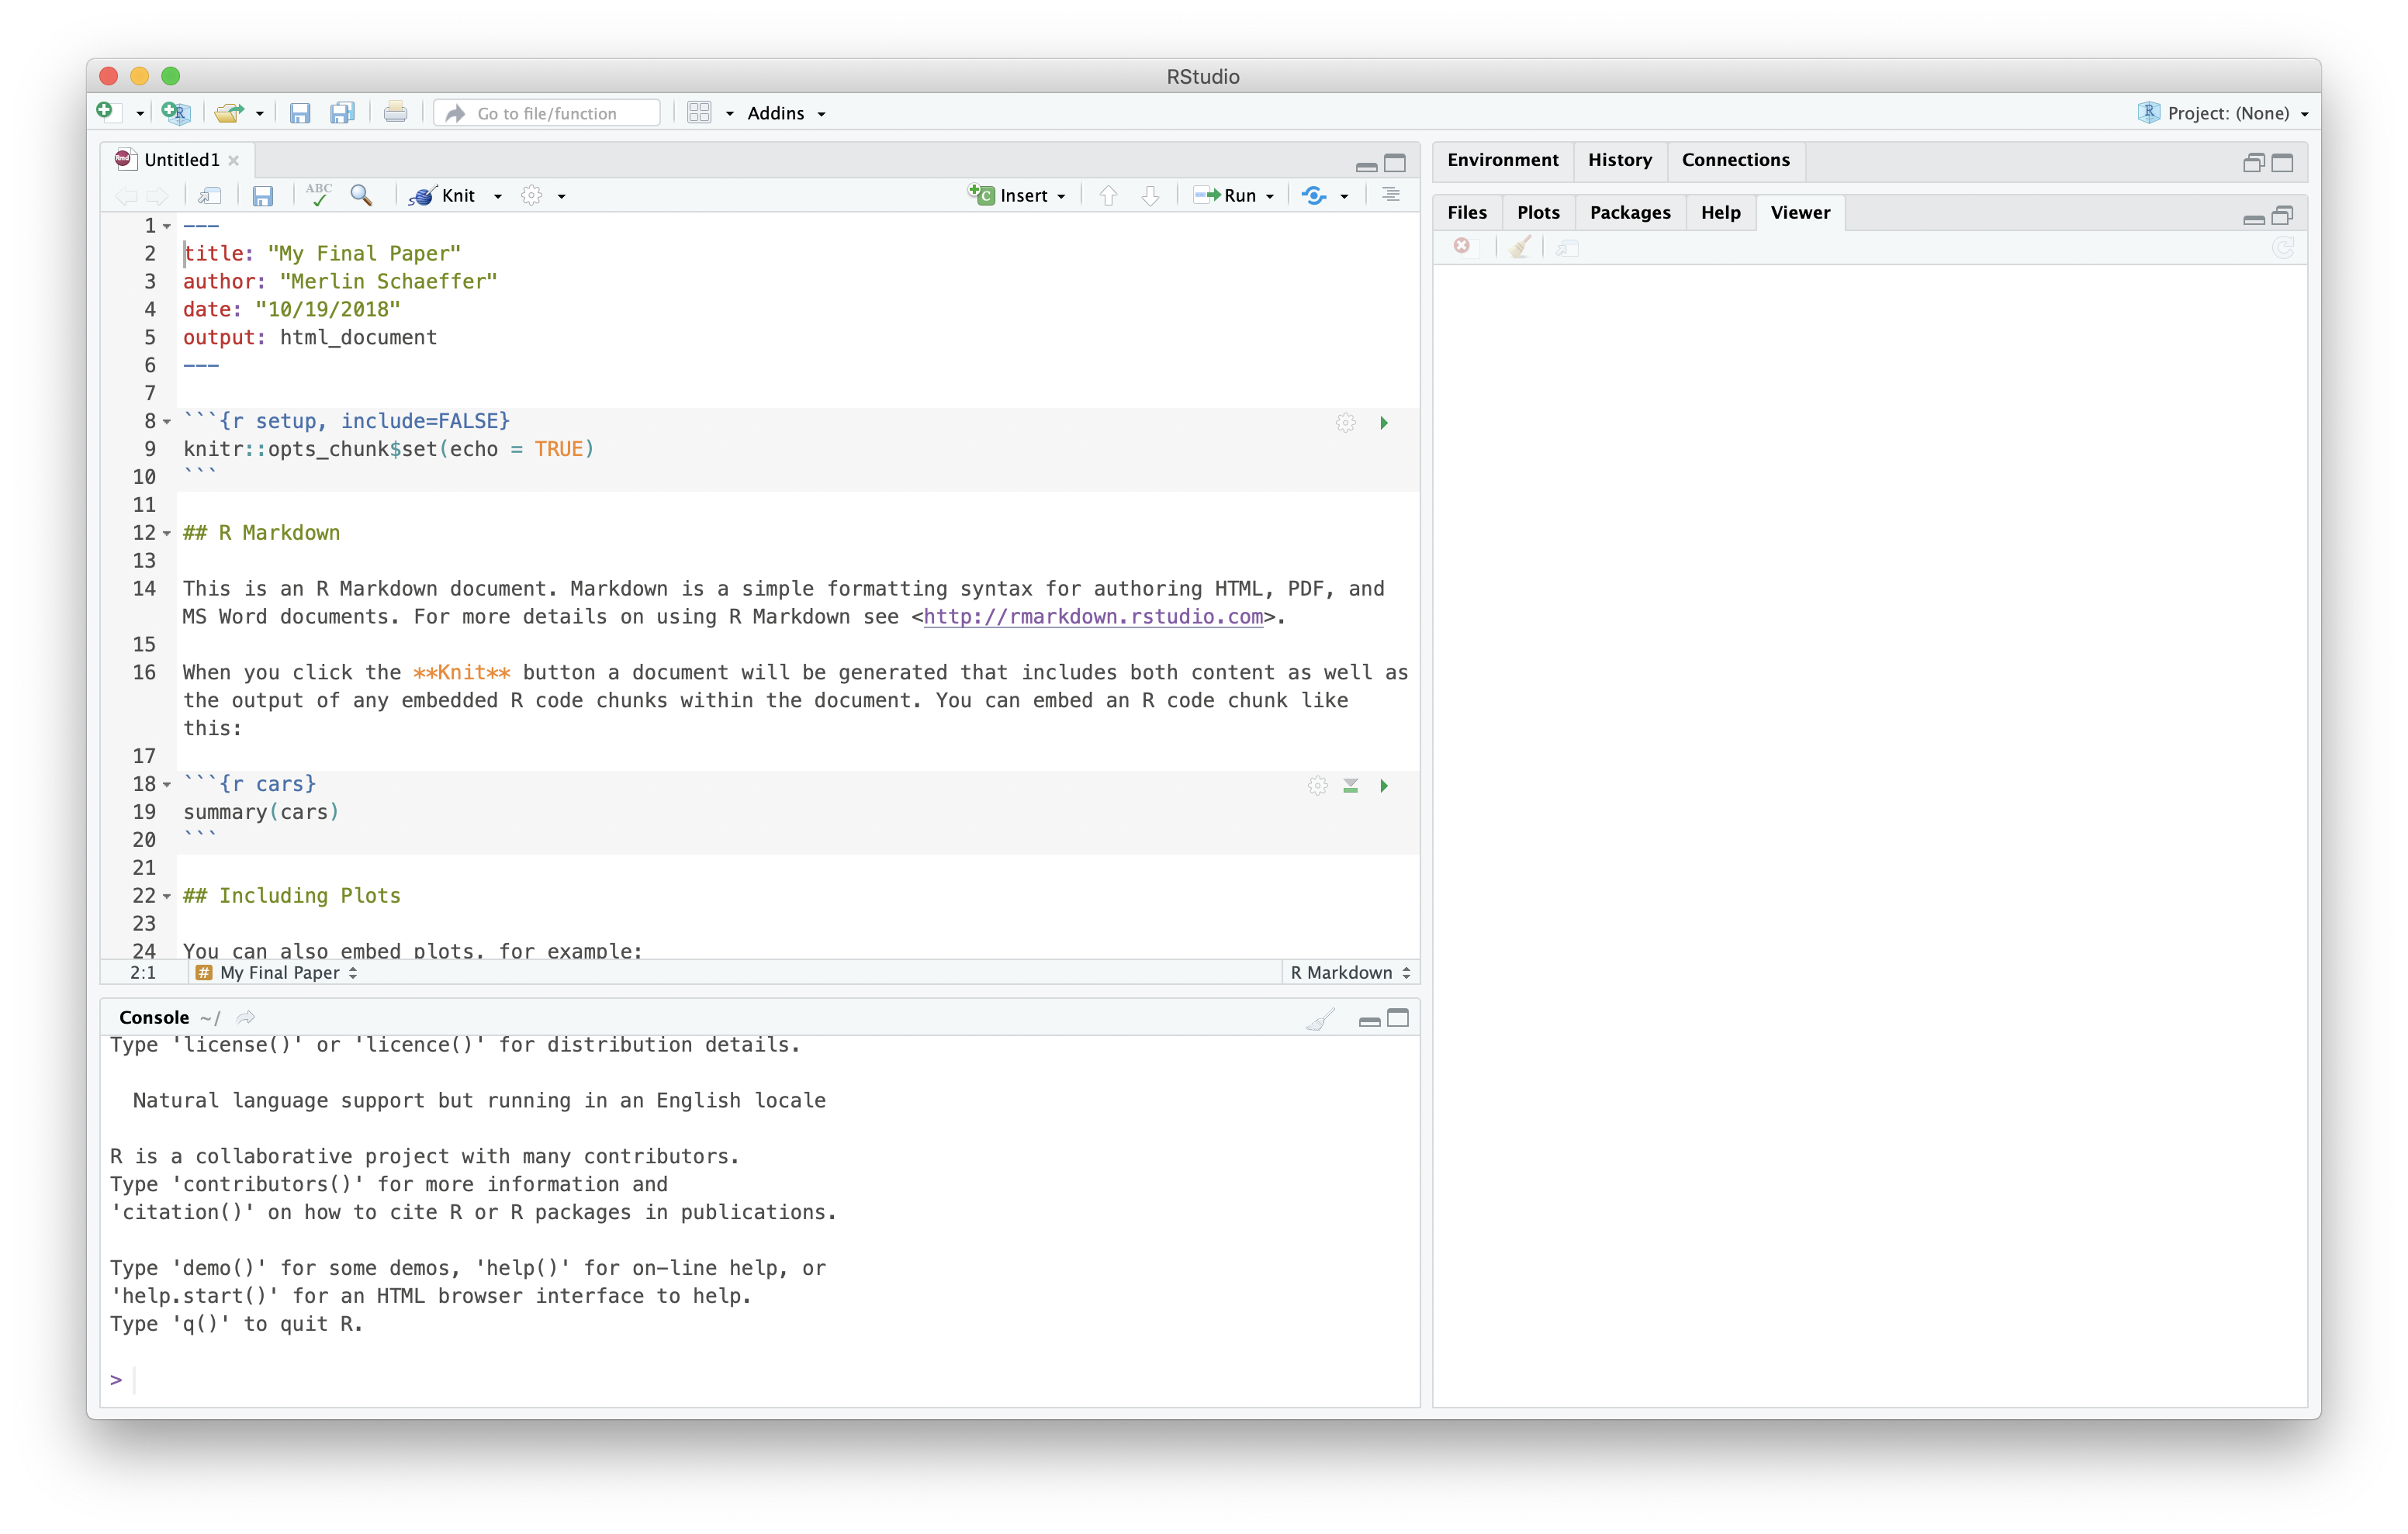 RStudio
Go to file/function
Addins
Project: (None)
Untitled1
Environment
History
Connections
ABC
Knit
Insert
Run
Files
Plots
Packages
Help
Viewer
1 ---
2 title: "My Final Paper"
3 author: "Merlin Schaeffer"
4 date: "10/19/2018"
5 output: html_document
6 ---
7
8 ```{r setup, include=FALSE}
9 knitr::opts_chunk$set(echo = TRUE)
10 ```
11
12 ## R Markdown
13
14 This is an R Markdown document. Markdown is a simple formatting syntax for authoring HTML, PDF, and
MS Word documents. For more details on using R Markdown see <http://rmarkdown.rstudio.com>.
15
16 When you click the **Knit** button a document will be generated that includes both content as well as
the output of any embedded R code chunks within the document. You can embed an R code chunk like
this:
17
18 ```{r cars}
19 summary(cars)
20 ```
21
22 ## Including Plots
23
24 You can also embed plots, for example:
2:1
# My Final Paper
R Markdown
Console ~/
Type 'license()' or 'licence()' for distribution details.
Natural language support but running in an English locale
R is a collaborative project with many contributors.
Type 'contributors()' for more information and
'citation()' on how to cite R or R packages in publications.
Type 'demo()' for some demos, 'help()' for on-line help, or
'help.start()' for an HTML browser interface to help.
Type 'q()' to quit R.
>